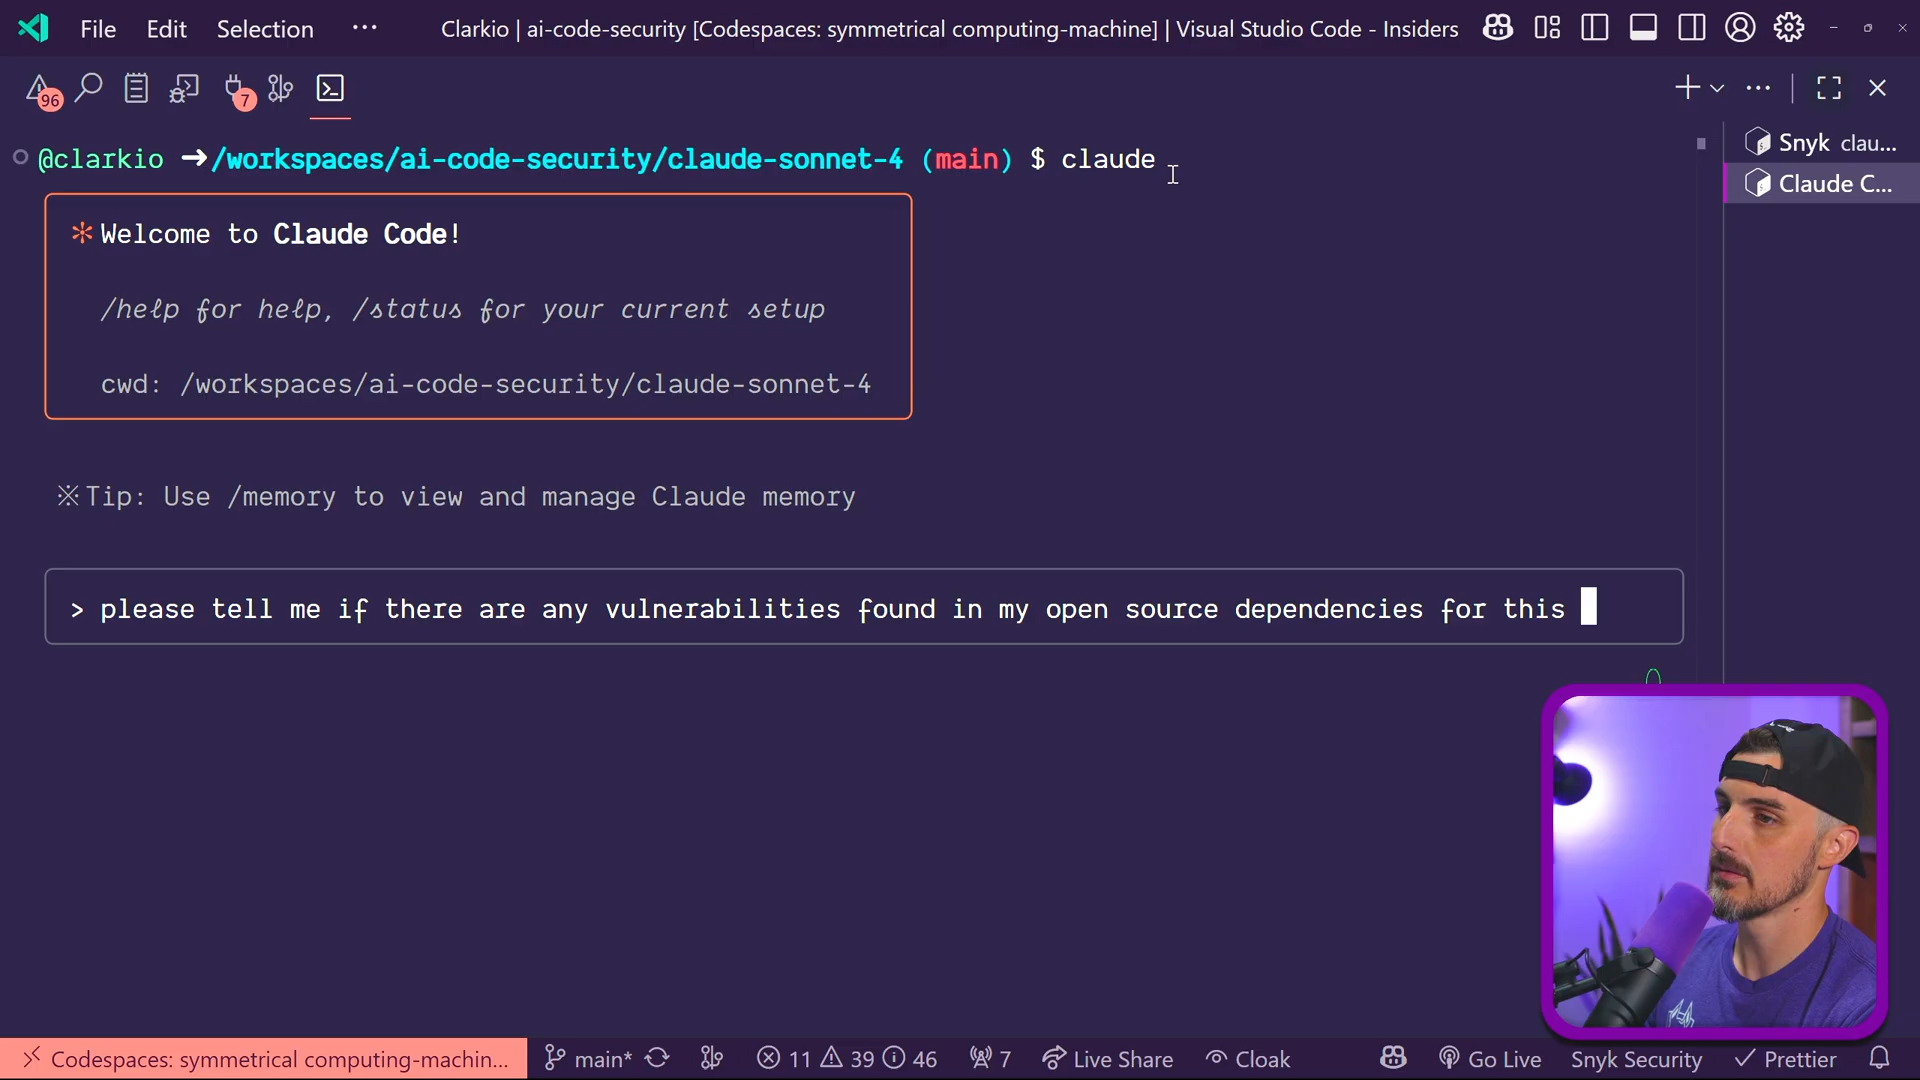 File Edit Selection ··· Clarkio | ai-code-security [Codespaces: symmetrical computing-machine] | Visual Studio Code - Insiders
96 7
@clarkio ➜/workspaces/ai-code-security/claude-sonnet-4 (main) $ claude
Snyk clau...
Claude C...
* Welcome to Claude Code!
/help for help, /status for your current setup
cwd: /workspaces/ai-code-security/claude-sonnet-4
※Tip: Use /memory to view and manage Claude memory
> please tell me if there are any vulnerabilities found in my open source dependencies for this
Codespaces: symmetrical computing-machin... main* 11 39 46 7 Live Share Cloak Go Live Snyk Security Prettier